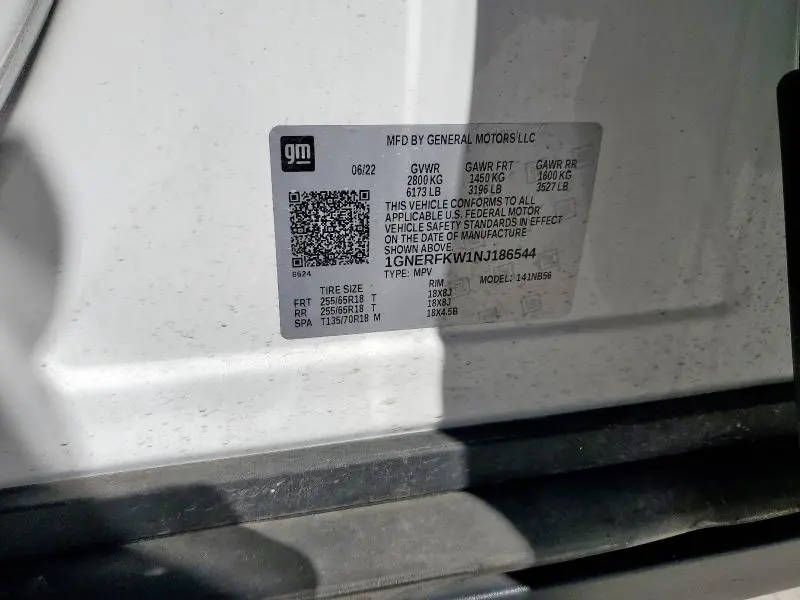 gm
MFD BY GENERAL MOTORS LLC
06/22 GVWR GAWR FRT GAWR RR
2800 KG 1450 KG 1600 KG
6173 LB 3196 LB 3527 LB
THIS VEHICLE CONFORMS TO ALL
APPLICABLE U.S. FEDERAL MOTOR
VEHICLE SAFETY STANDARDS IN EFFECT
ON THE DATE OF MANUFACTURE
SHOWN ABOVE.
1GNERFKW1NJ186544
8624
TYPE: MPV MODEL: 141NB56
TIRE SIZE RIM
FRT 255/65R18 T 18X8J
RR 255/65R18 T 18X8J
SPA T135/70R18 M 18X4.5B